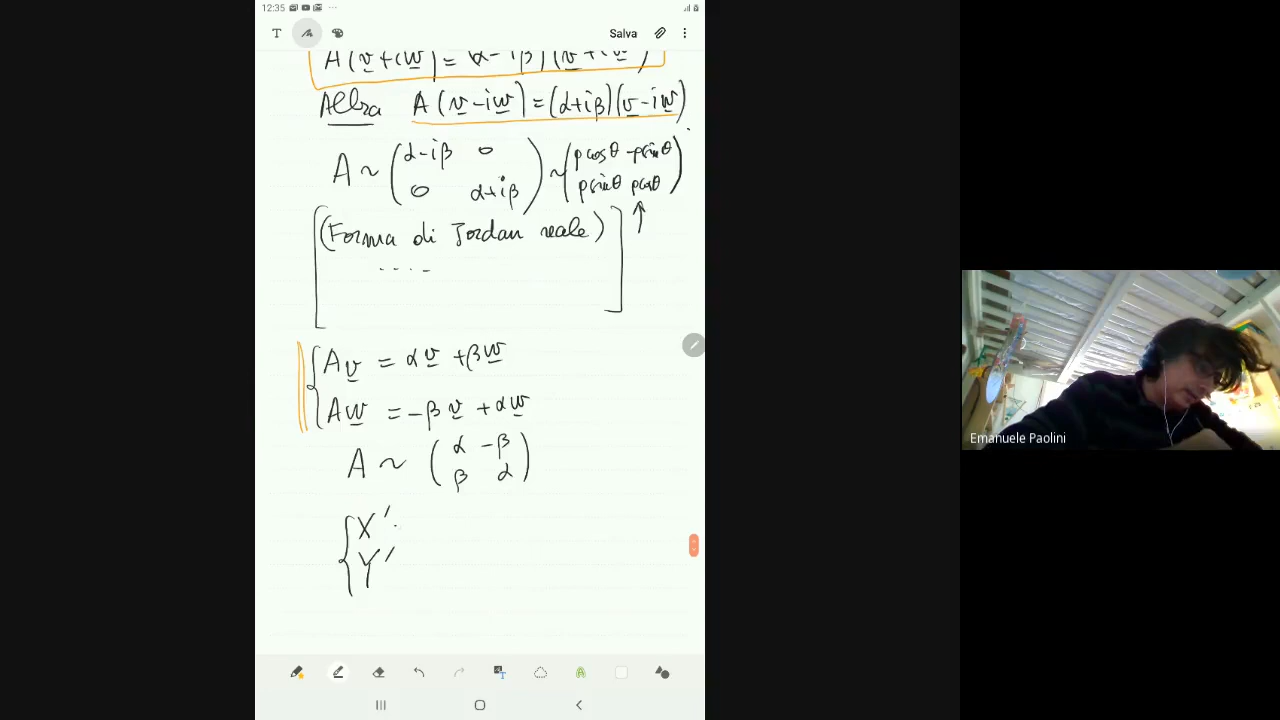 12:35
T Salva
A(v+iw)=(α-iβ)(v+iw)
Allora A(v-iw)=(α+iβ)(v-iw)
A ~ (α-iβ 0 ~ (ρcosθ -ρsinθ
0 α+iβ) ρsinθ ρcosθ)
[(Forma di Jordan reale)] ↑
....
{Av = αv + βw
Aw = -βv + αw
A ~ (α -β
β α)
{X'
Y'
Emanuele Paolini